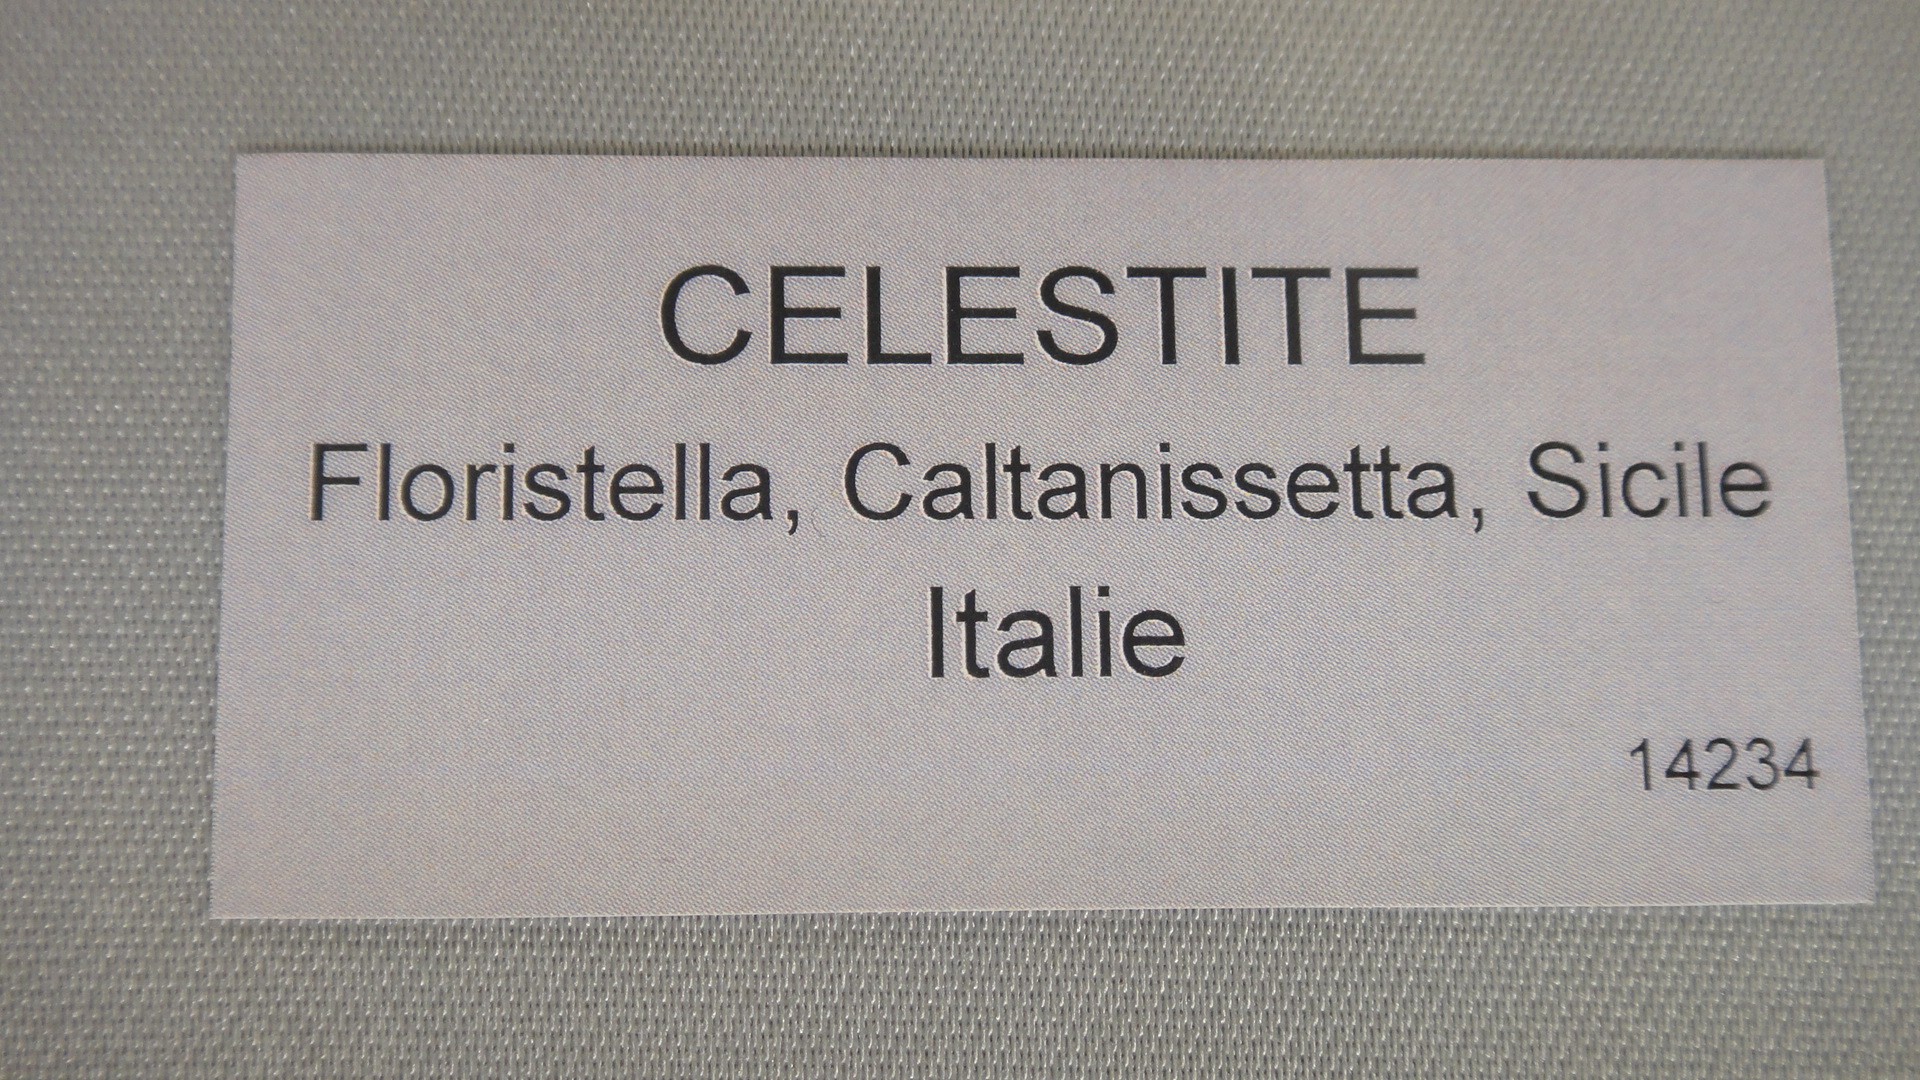 CELESTITE
Floristella, Caltanissetta, Sicile
Italie
14234